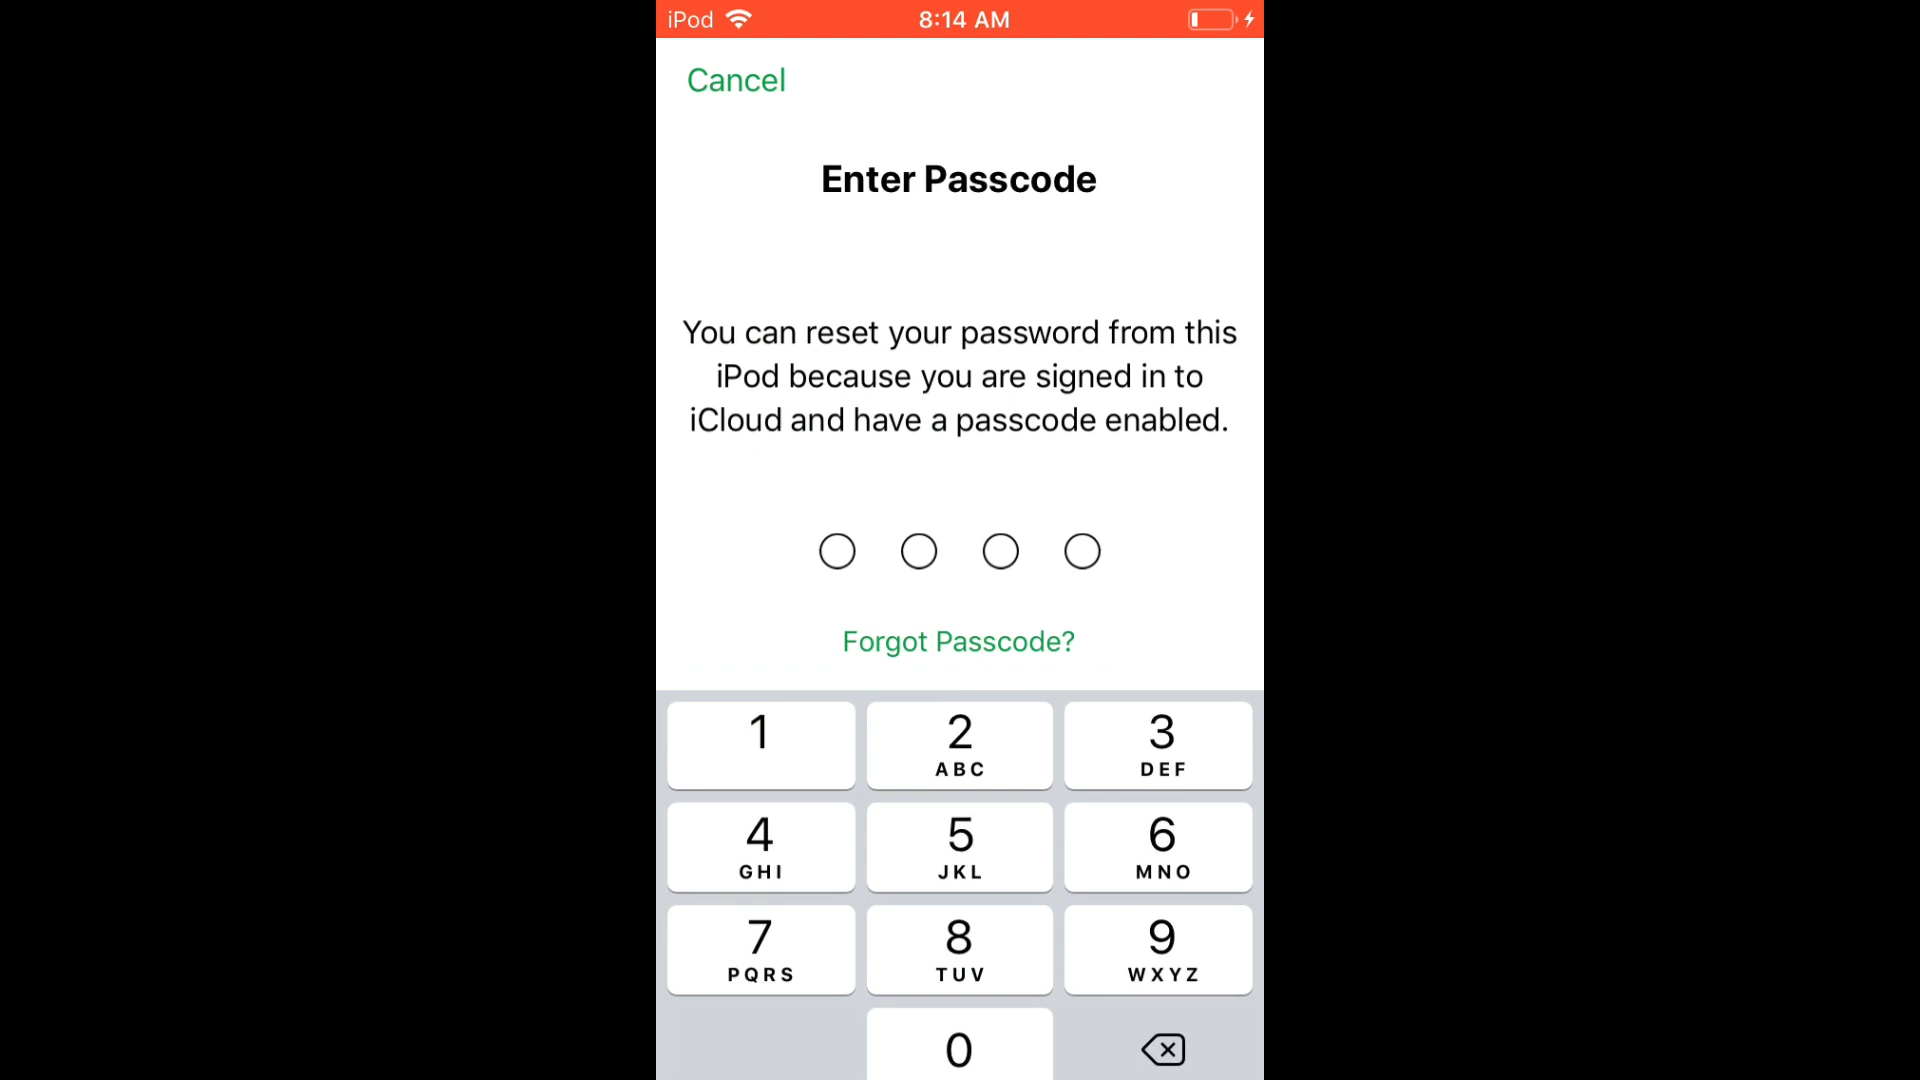 iPod 8:14 AM
Cancel
Enter Passcode
You can reset your password from this
iPod because you are signed in to
iCloud and have a passcode enabled.
Forgot Passcode?
1 2 3
ABC DEF
4 5 6
GHI JKL MNO
7 8 9
PQRS TUV WXYZ
0